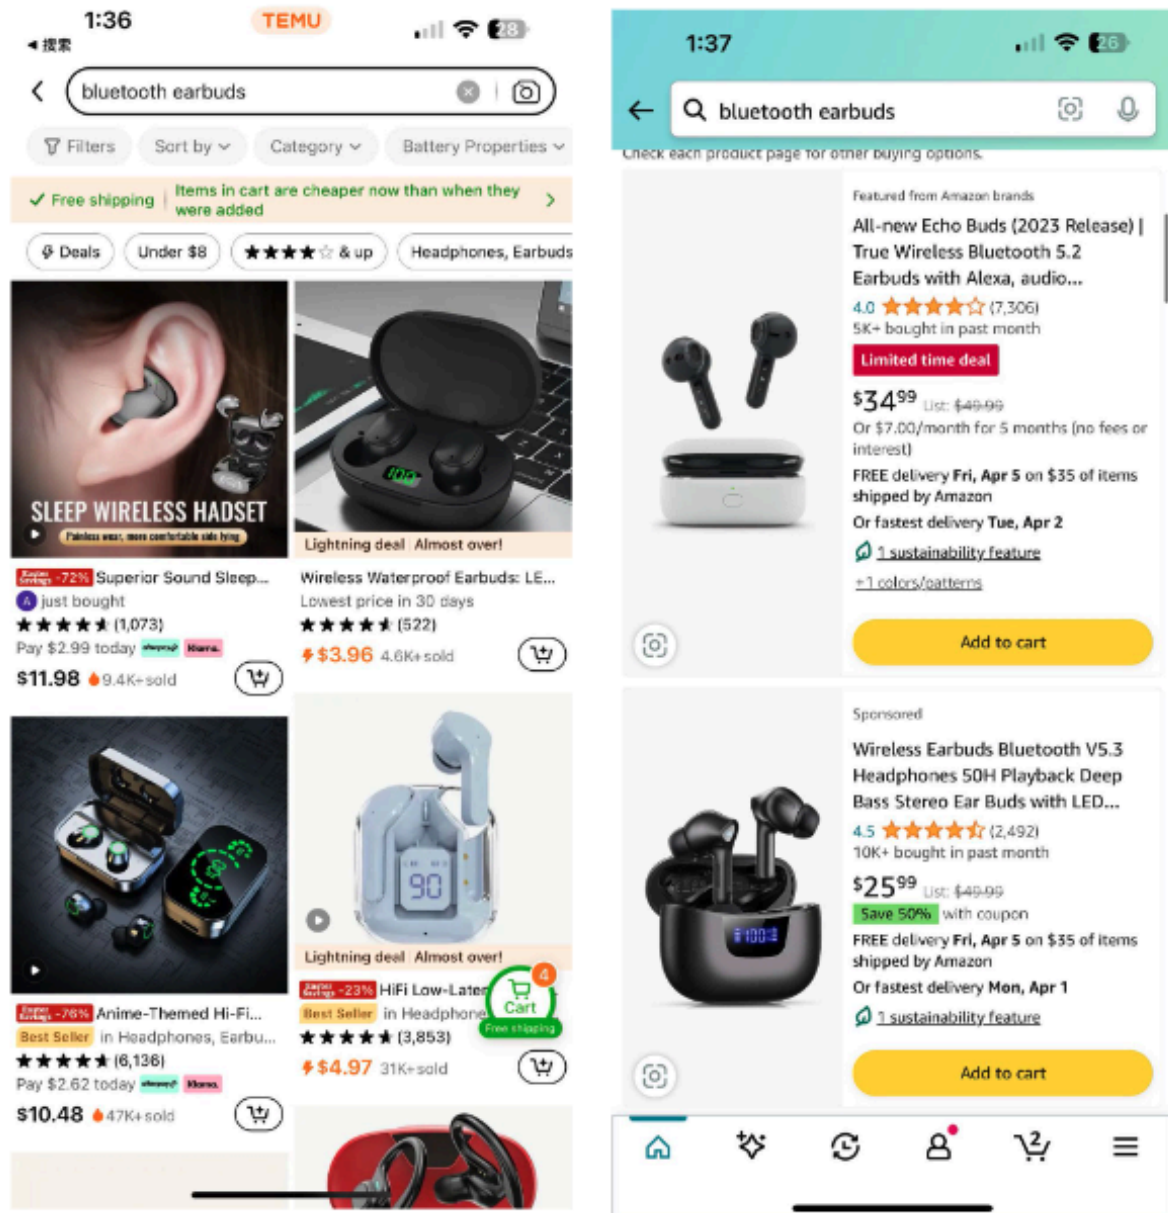 1:36
TEMU
28
◀ 搜索
bluetooth earbuds
Filters
Sort by
Category
Battery Properties
Free shipping
Items in cart are cheaper now than when they
were added
Deals
Under $8
★★★★☆ & up
Headphones, Earbuds
SLEEP WIRELESS HADSET
Painless wear, more comfortable side lying
-72% Superior Sound Sleep...
A just bought
(1,073)
Pay $2.99 today Klarna.
$11.98 9.4K+ sold
100
Lightning deal Almost over!
Wireless Waterproof Earbuds: LE...
Lowest price in 30 days
(522)
$3.96 4.6K+ sold
-76% Anime-Themed Hi-Fi...
Best Seller in Headphones, Earbu...
(6,136)
Pay $2.62 today Klarna.
$10.48 47K+ sold
90
Lightning deal Almost over!
-23% HiFi Low-Laten
Best Seller in Headphone
(3,853)
$4.97 31K+ sold
4
Cart
Free shipping
1:37
26
bluetooth earbuds
Check each product page for other buying options.
Featured from Amazon brands
All-new Echo Buds (2023 Release) |
True Wireless Bluetooth 5.2
Earbuds with Alexa, audio...
4.0 (7,306)
5K+ bought in past month
Limited time deal
$34.99 List: $49.99
Or $7.00/month for 5 months (no fees or
interest)
FREE delivery Fri, Apr 5 on $35 of items
shipped by Amazon
Or fastest delivery Tue, Apr 2
1 sustainability feature
+1 colors/patterns
Add to cart
Sponsored
Wireless Earbuds Bluetooth V5.3
Headphones 50H Playback Deep
Bass Stereo Ear Buds with LED...
4.5 (2,492)
10K+ bought in past month
$25.99 List: $49.99
Save 50% with coupon
FREE delivery Fri, Apr 5 on $35 of items
shipped by Amazon
Or fastest delivery Mon, Apr 1
1 sustainability feature
Add to cart
100
2